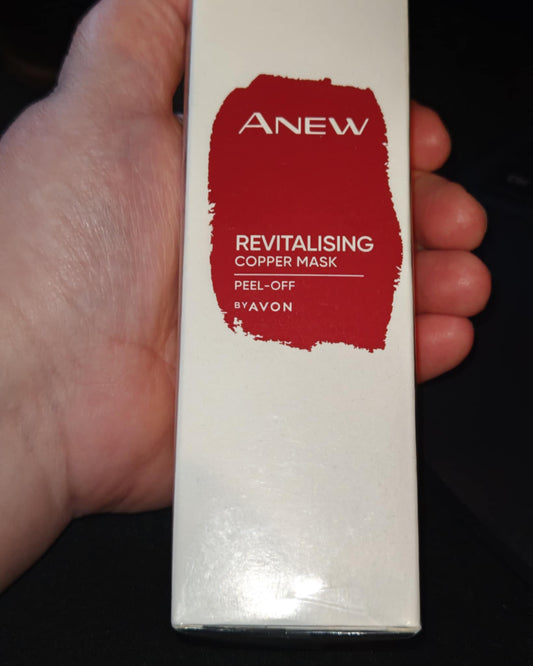 ANEW
REVITALISING
COPPER MASK
PEEL-OFF
BY AVON